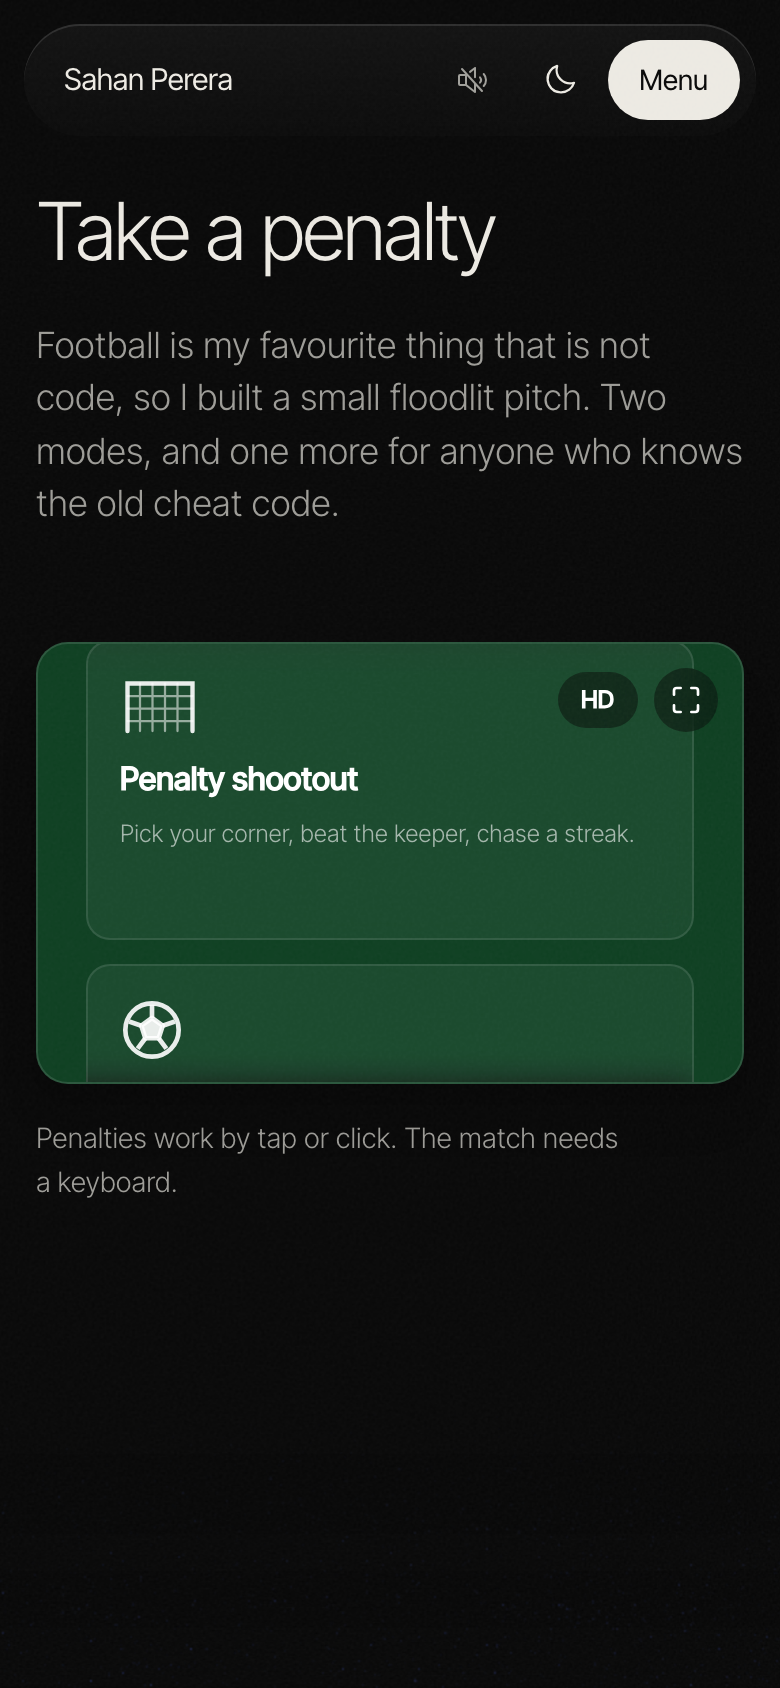 Sahan Perera
Menu
Take a penalty
Football is my favourite thing that is not
code, so I built a small floodlit pitch. Two
modes, and one more for anyone who knows
the old cheat code.
HD
Penalty shootout
Pick your corner, beat the keeper, chase a streak.
Penalties work by tap or click. The match needs
a keyboard.